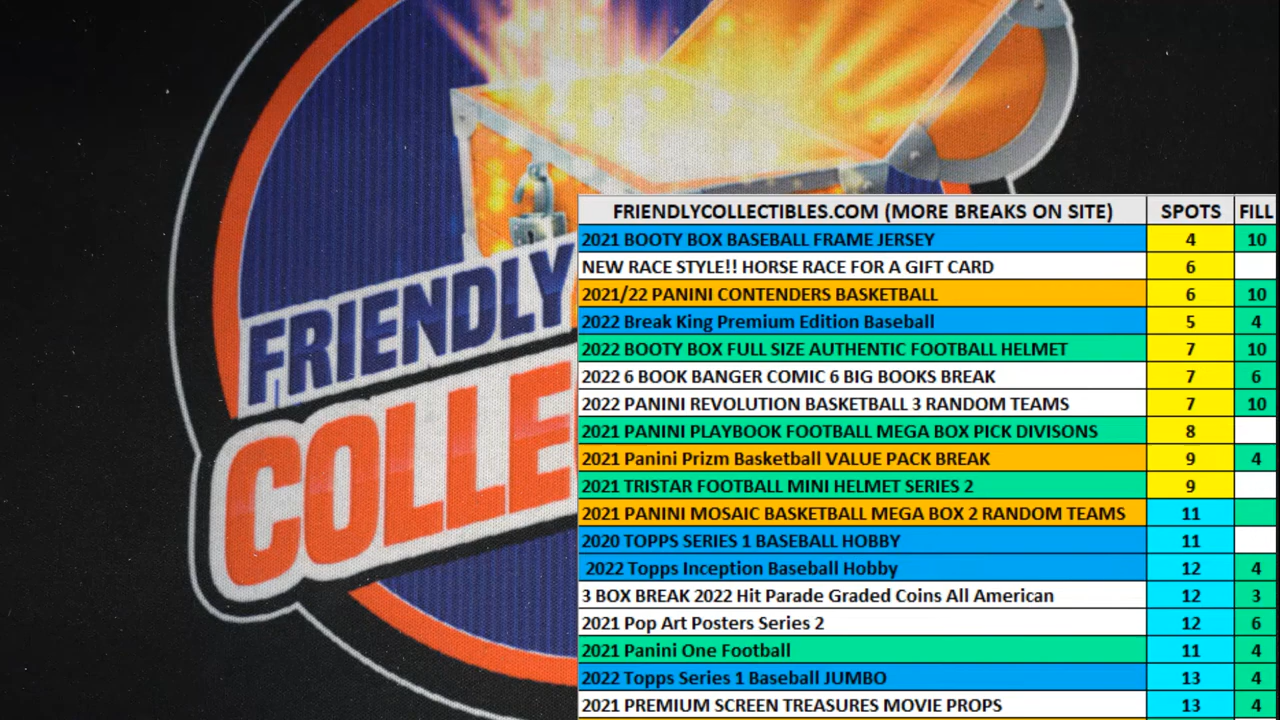 FRIENDLY
COLLE
FRIENDLYCOLLECTIBLES.COM (MORE BREAKS ON SITE) SPOTS FILL
2021 BOOTY BOX BASEBALL FRAME JERSEY 4 10
NEW RACE STYLE!! HORSE RACE FOR A GIFT CARD 6
2021/22 PANINI CONTENDERS BASKETBALL 6 10
2022 Break King Premium Edition Baseball 5 4
2022 BOOTY BOX FULL SIZE AUTHENTIC FOOTBALL HELMET 7 10
2022 6 BOOK BANGER COMIC 6 BIG BOOKS BREAK 7 6
2022 PANINI REVOLUTION BASKETBALL 3 RANDOM TEAMS 7 10
2021 PANINI PLAYBOOK FOOTBALL MEGA BOX PICK DIVISONS 8
2021 Panini Prizm Basketball VALUE PACK BREAK 9 4
2021 TRISTAR FOOTBALL MINI HELMET SERIES 2 9
2021 PANINI MOSAIC BASKETBALL MEGA BOX 2 RANDOM TEAMS 11
2020 TOPPS SERIES 1 BASEBALL HOBBY 11
2022 Topps Inception Baseball Hobby 12 4
3 BOX BREAK 2022 Hit Parade Graded Coins All American 12 3
2021 Pop Art Posters Series 2 12 6
2021 Panini One Football 11 4
2022 Topps Series 1 Baseball JUMBO 13 4
2021 PREMIUM SCREEN TREASURES MOVIE PROPS 13 4